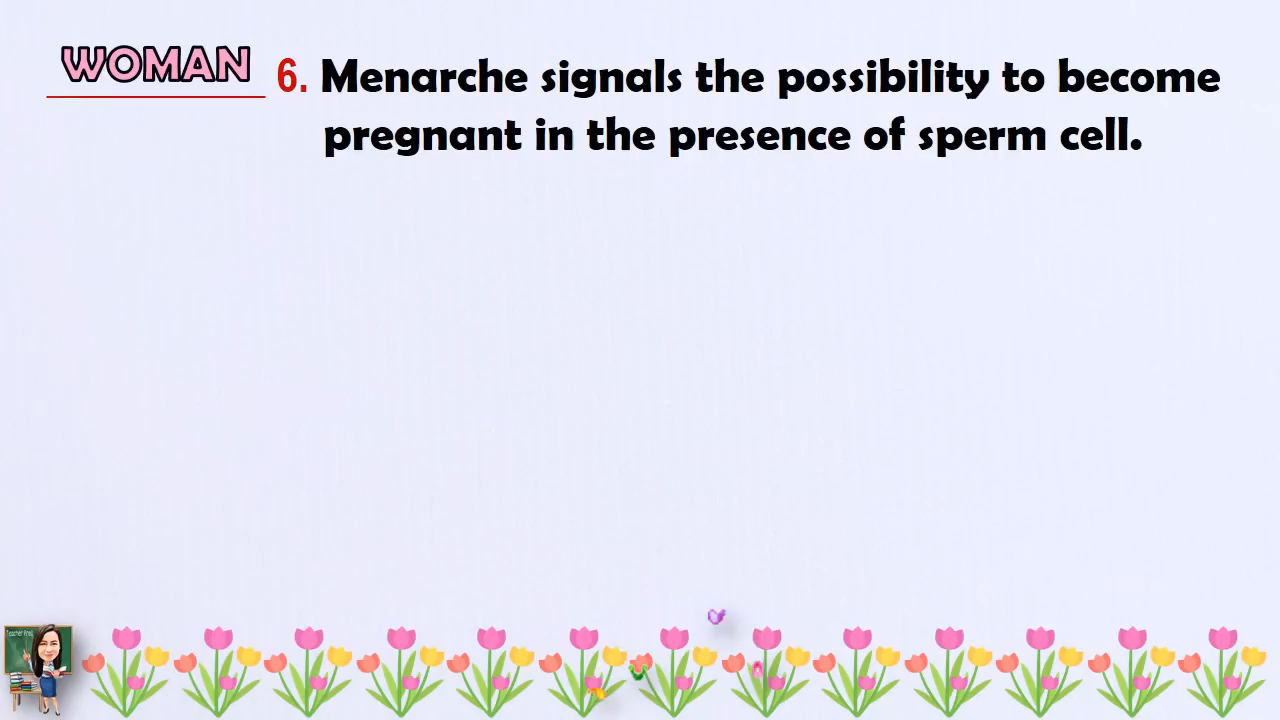 WOMAN 6. Menarche signals the possibility to become
pregnant in the presence of sperm cell.